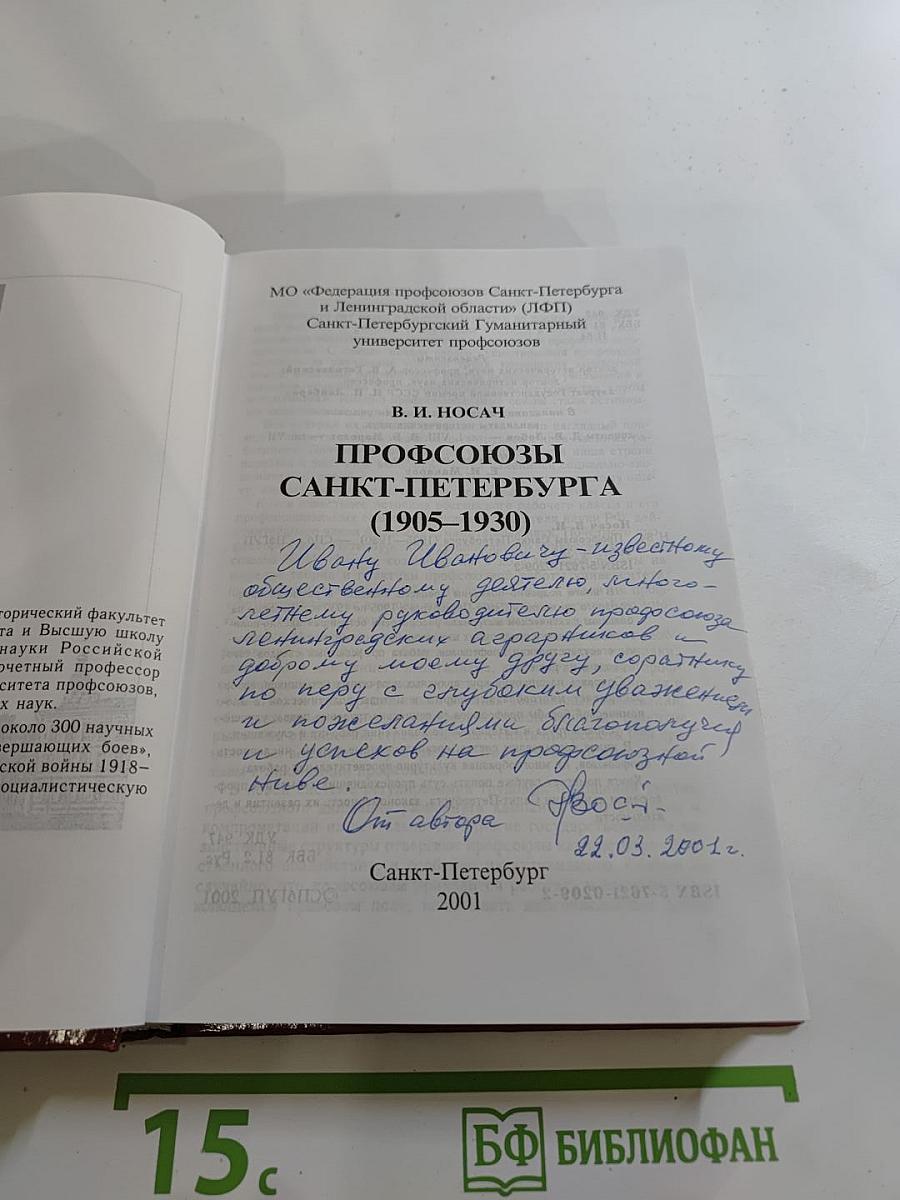 МО «Федерация профсоюзов Санкт-Петербурга
и Ленинградской области» (ЛФП)
Санкт-Петербургский Гуманитарный
университет профсоюзов
В. И. НОСАЧ
ПРОФСОЮЗЫ
САНКТ-ПЕТЕРБУРГА
(1905–1930)
Ивану Ивановичу - известному
общественному деятелю, много-
летнему руководителю профсоюза
ленинградских аграрников и
доброму моему другу, соратнику
по перу с глубоким уважением
и пожеланиями благополучия
и успехов на профсоюзной
ниве.
От автора
22.03.2001г.
Санкт-Петербург
2001
торический факультет
та и Высшую школу
науки Российской
очетный профессор
ситета профсоюзов,
х наук.
около 300 научных
вершающих боев»,
ской войны 1918–
оциалистическую
15 с
БФ БИБЛИОФАН